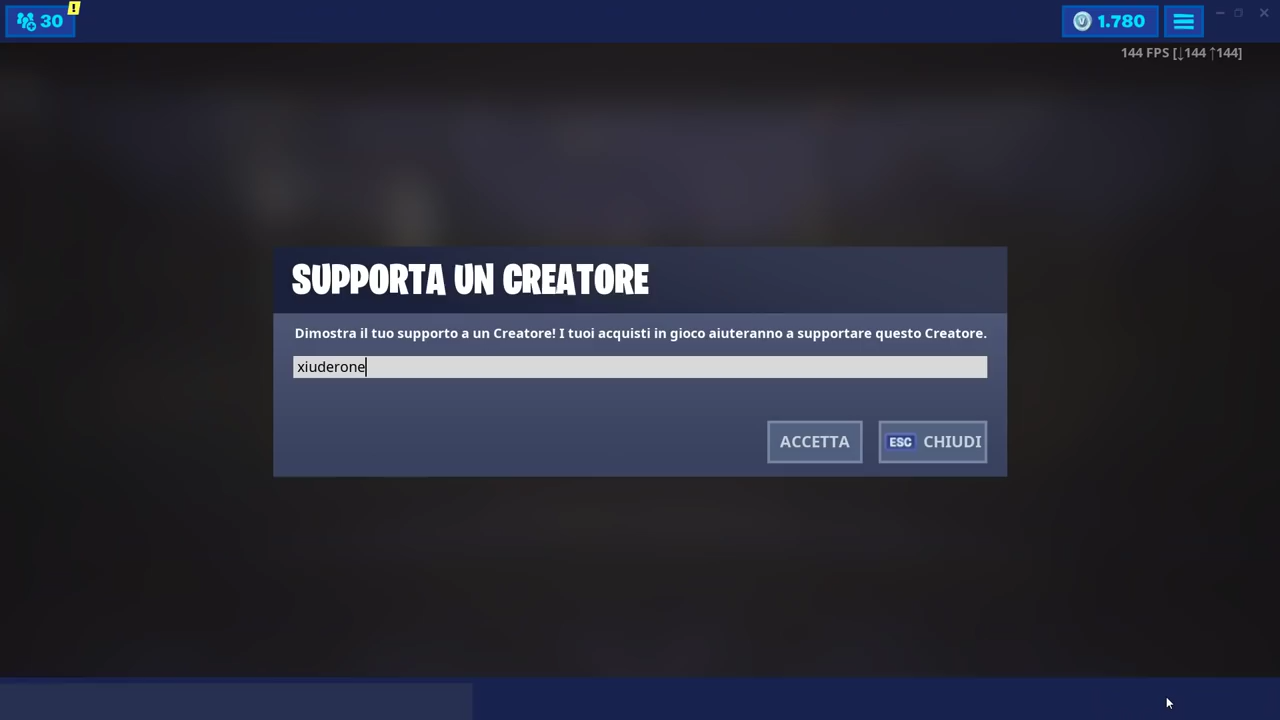 30 !
1.780
144 FPS [↓144 ↑144]
SUPPORTA UN CREATORE
Dimostra il tuo supporto a un Creatore! I tuoi acquisti in gioco aiuteranno a supportare questo Creatore.
xiuderone
ACCETTA
ESC CHIUDI